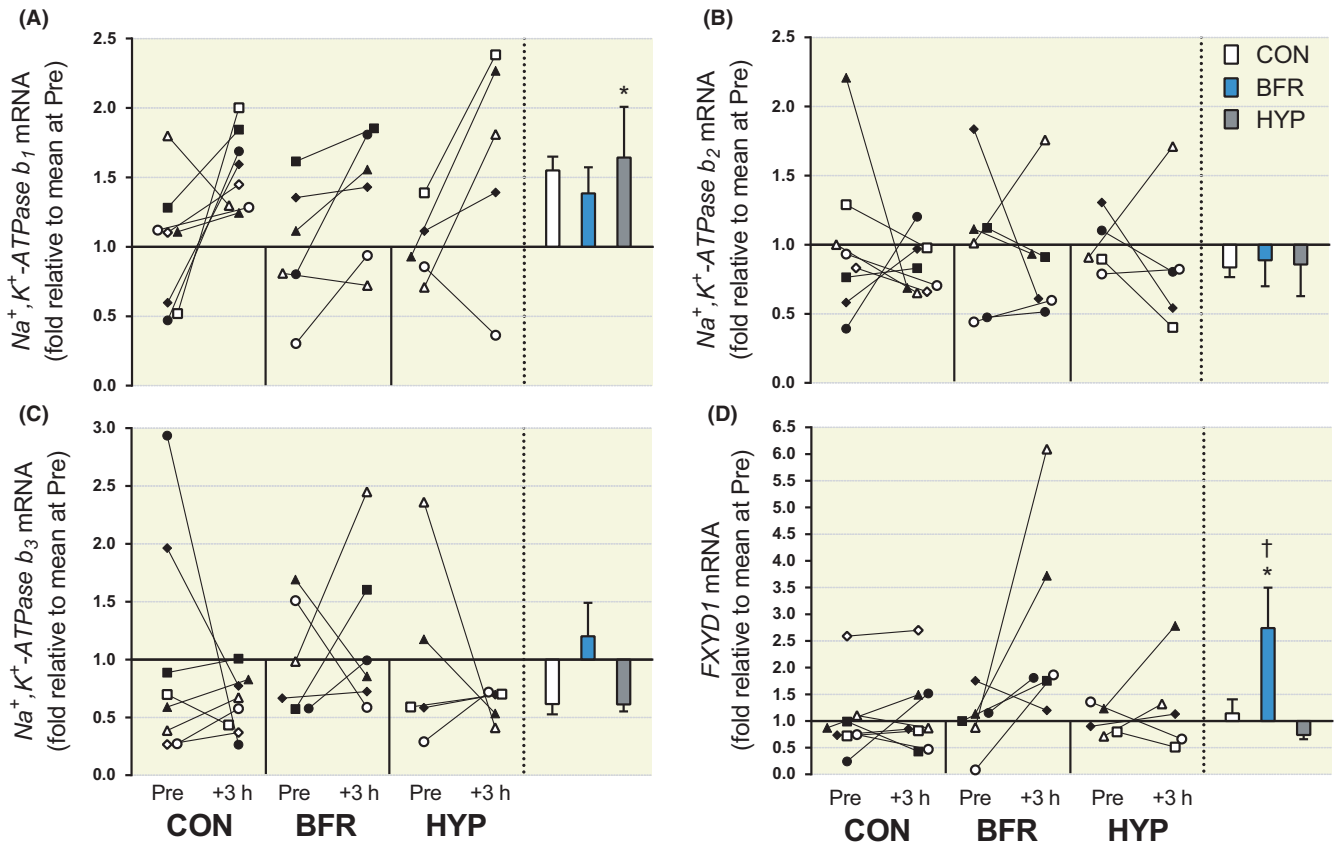 (A)
Na+,K+-ATPase b1 mRNA
(fold relative to mean at Pre)
2.5
2.0
1.5
1.0
0.5
0.0
*
(B)
Na+,K+-ATPase b2 mRNA
(fold relative to mean at Pre)
2.5
2.0
1.5
1.0
0.5
0.0
CON
BFR
HYP
(C)
Na+,K+-ATPase b3 mRNA
(fold relative to mean at Pre)
3.0
2.5
2.0
1.5
1.0
0.5
0.0
Pre +3 h Pre +3 h Pre +3 h
CON BFR HYP
(D)
FXYD1 mRNA
(fold relative to mean at Pre)
6.5
6.0
5.5
5.0
4.5
4.0
3.5
3.0
2.5
2.0
1.5
1.0
0.5
0.0
†
*
Pre +3 h Pre +3 h Pre +3 h
CON BFR HYP